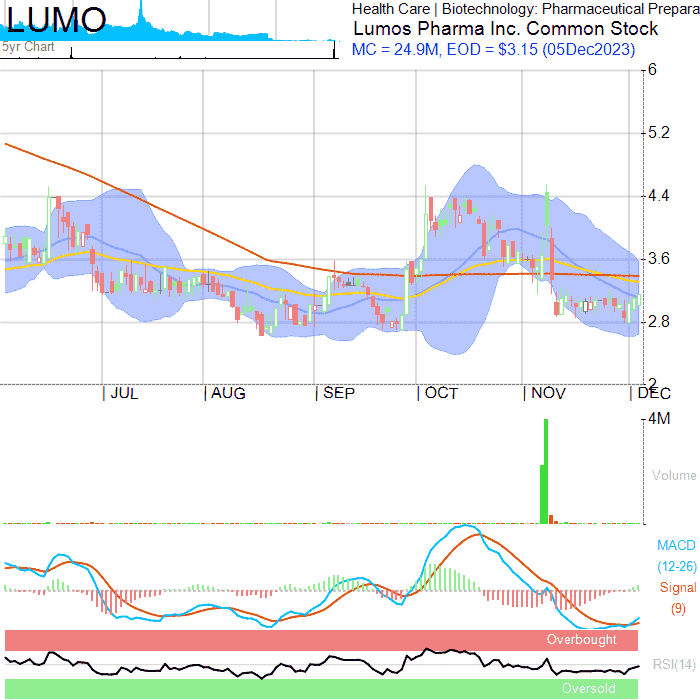 LUMO
Health Care | Biotechnology: Pharmaceutical Prepara
Lumos Pharma Inc. Common Stock
5yr Chart
MC = 24.9M, EOD = $3.15 (05Dec2023)
6
5.2
4.4
3.6
2.8
2
JUL
AUG
SEP
OCT
NOV
DEC
4M
Volume
MACD
(12-26)
Signal
(9)
Overbought
RSI(14)
Oversold